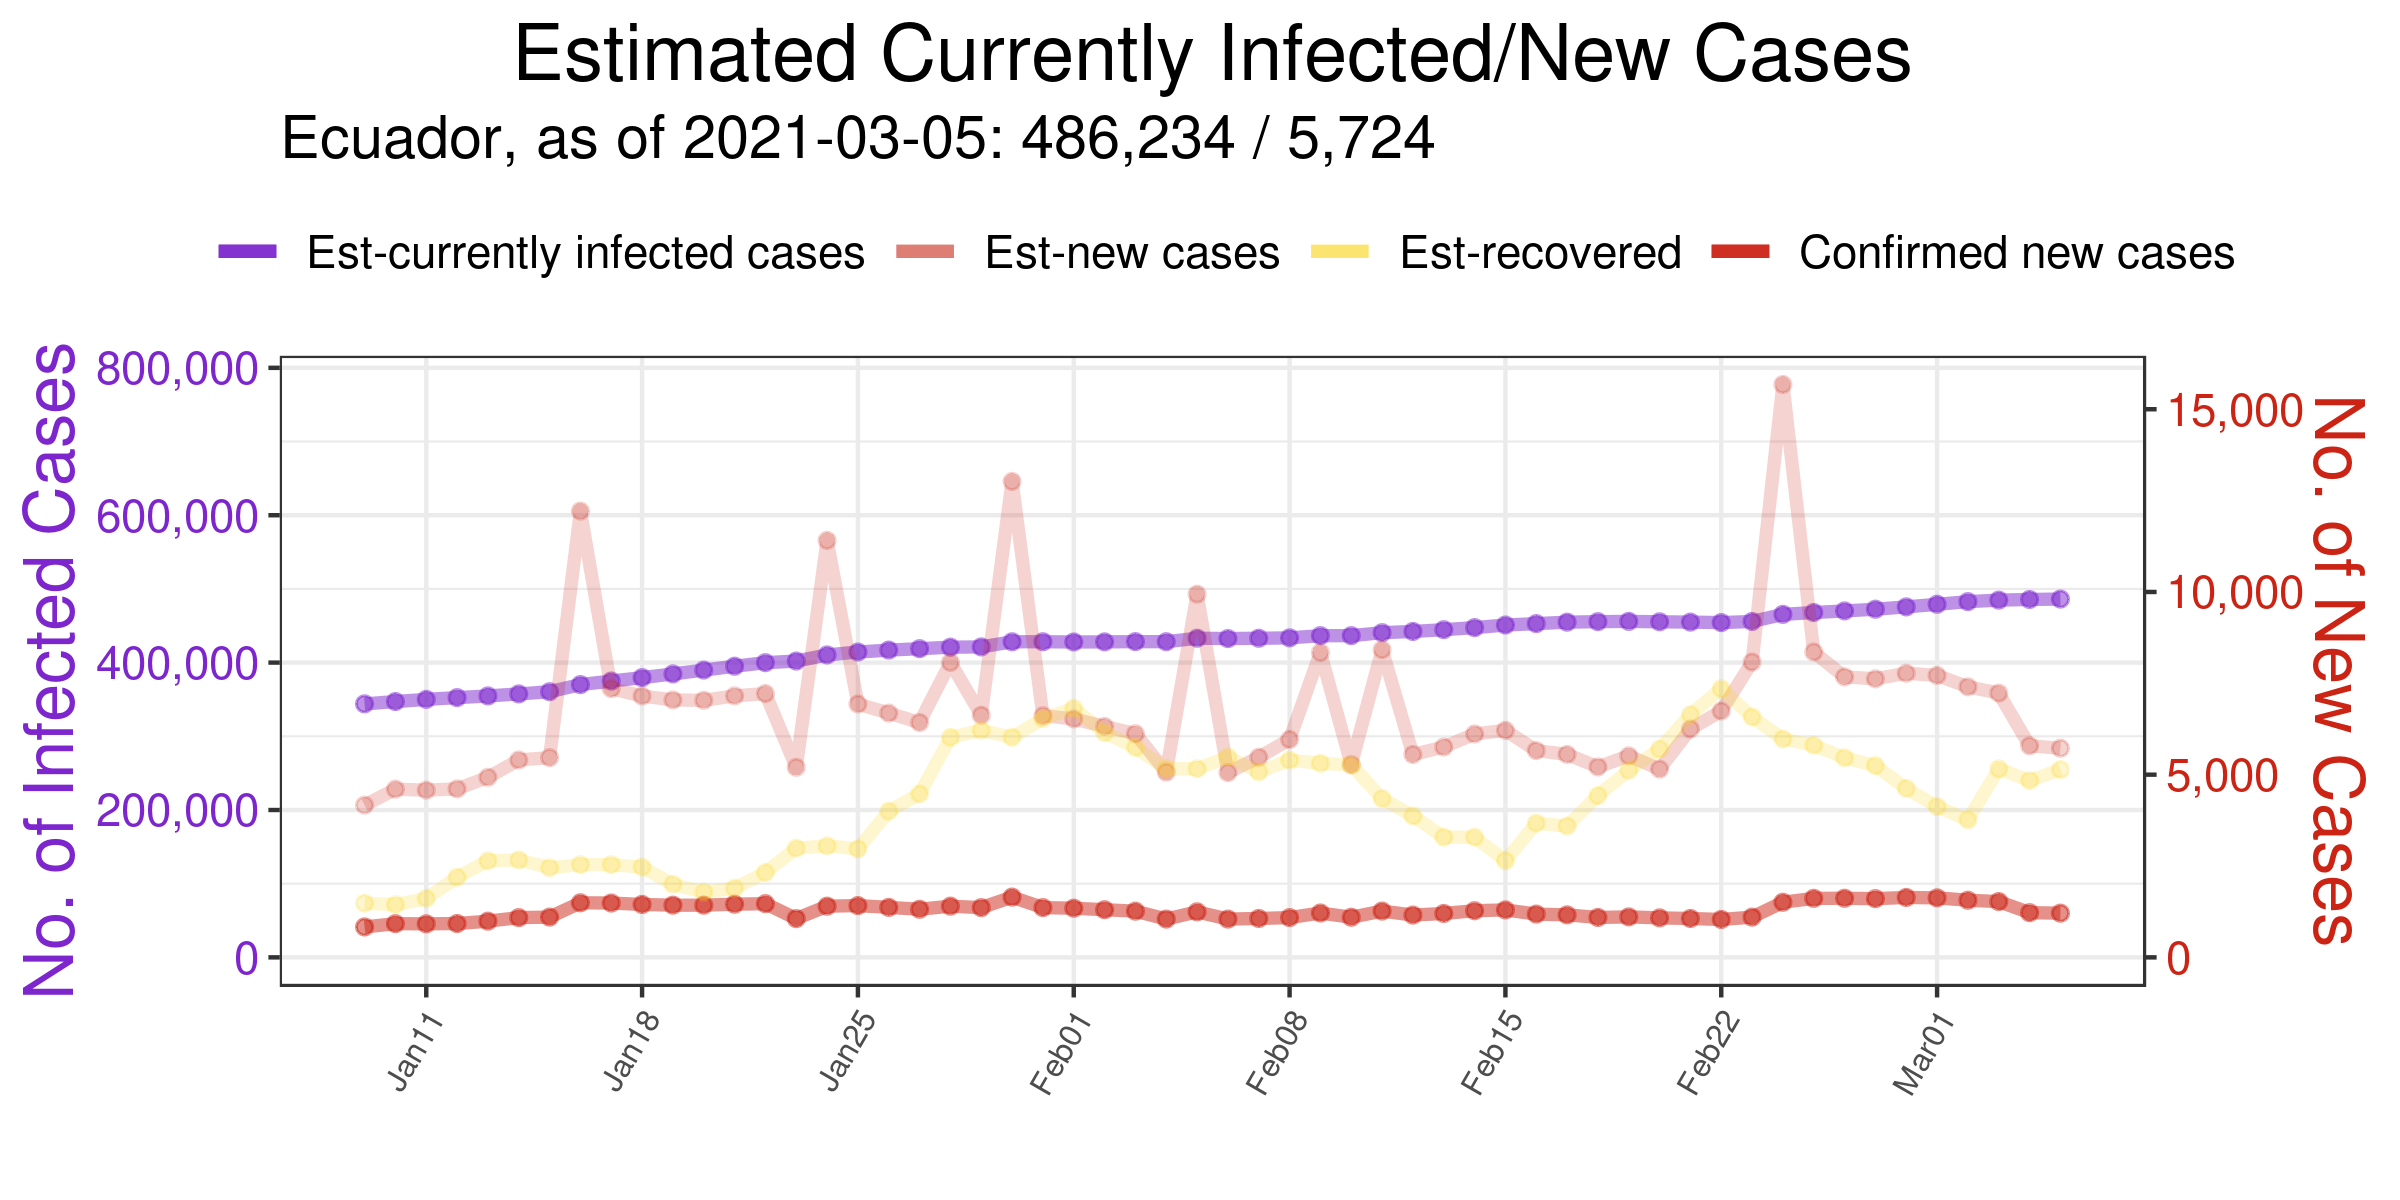 Estimated Currently Infected/New Cases
Ecuador, as of 2021-03-05: 486,234 / 5,724
Est-currently infected cases Est-new cases Est-recovered Confirmed new cases
No. of Infected Cases
800,000
600,000
400,000
200,000
0
15,000
10,000
5,000
0
No. of New Cases
Jan11 Jan18 Jan25 Feb01 Feb08 Feb15 Feb22 Mar01